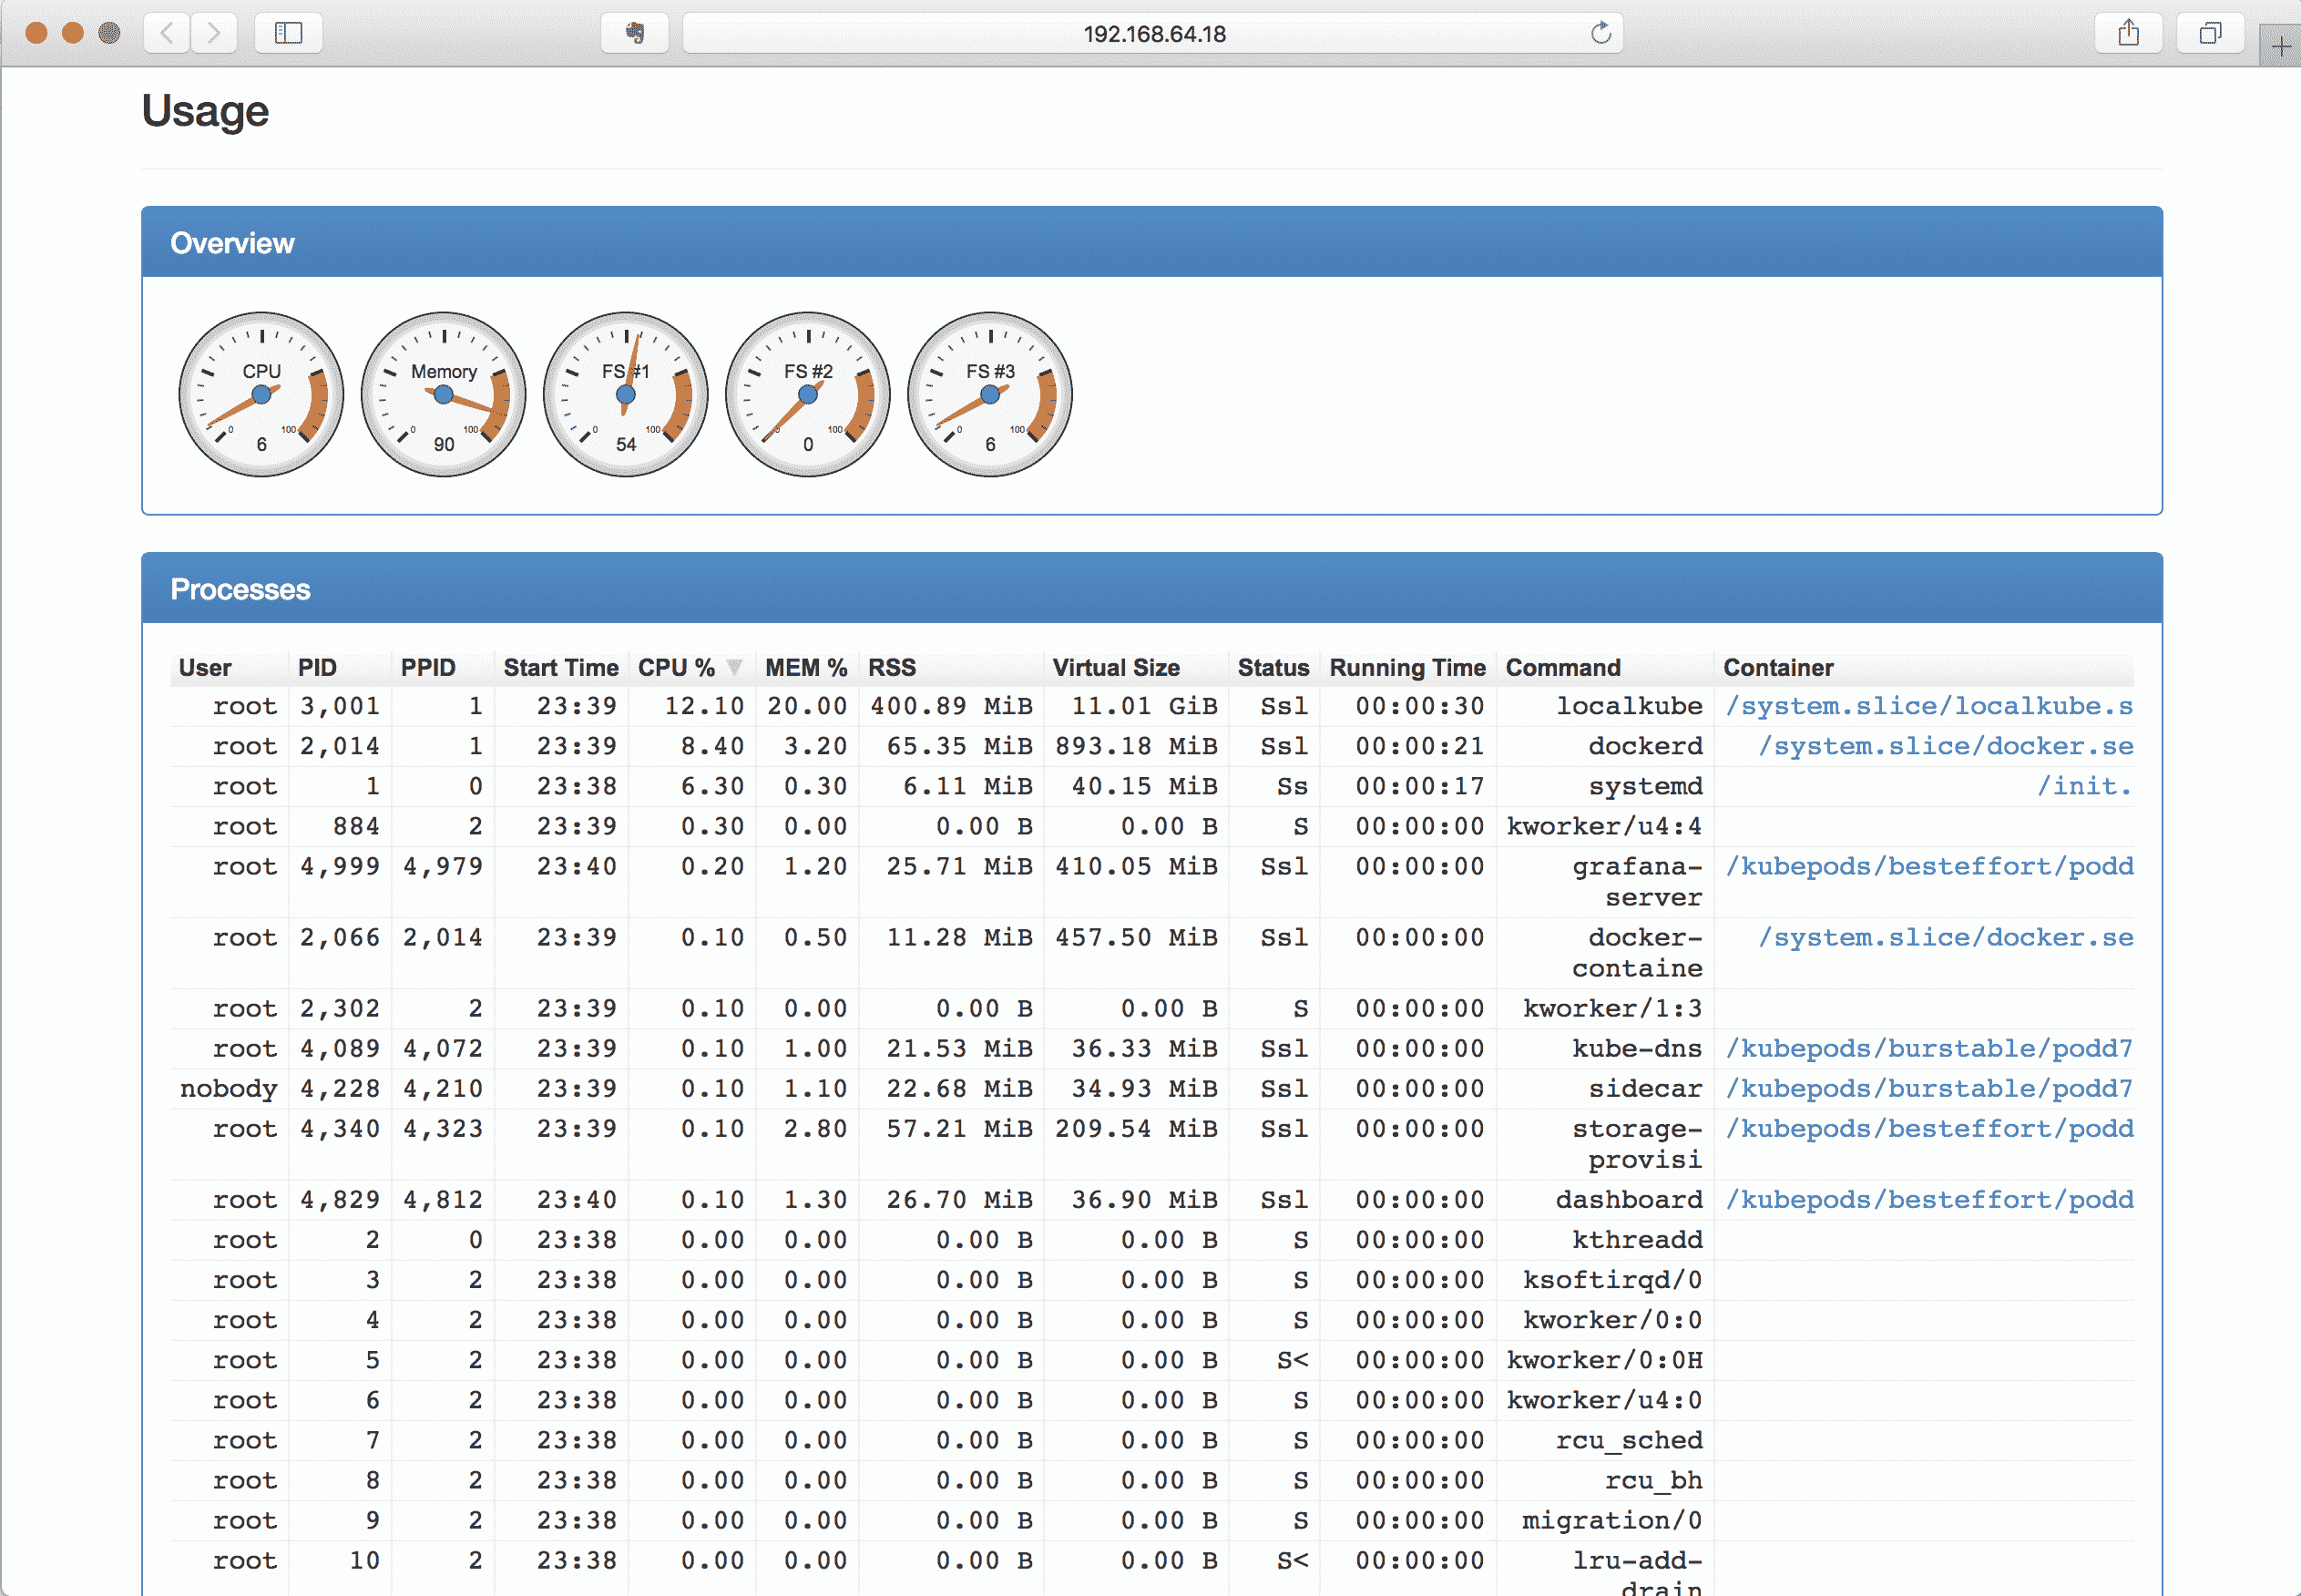 192.168.64.18
Usage
Overview
CPU
0
100
6
Memory
0
100
90
FS #1
0
100
54
FS #2
0
100
0
FS #3
0
100
6
Processes
User PID PPID Start Time CPU % MEM % RSS Virtual Size Status Running Time Command Container
root 3,001 1 23:39 12.10 20.00 400.89 MiB 11.01 GiB Ssl 00:00:30 localkube /system.slice/localkube.s
root 2,014 1 23:39 8.40 3.20 65.35 MiB 893.18 MiB Ssl 00:00:21 dockerd /system.slice/docker.se
root 1 0 23:38 6.30 0.30 6.11 MiB 40.15 MiB Ss 00:00:17 systemd /init.
root 884 2 23:39 0.30 0.00 0.00 B 0.00 B S 00:00:00 kworker/u4:4
root 4,999 4,979 23:40 0.20 1.20 25.71 MiB 410.05 MiB Ssl 00:00:00 grafana- /kubepods/besteffort/podd
server
root 2,066 2,014 23:39 0.10 0.50 11.28 MiB 457.50 MiB Ssl 00:00:00 docker- /system.slice/docker.se
containe
root 2,302 2 23:39 0.10 0.00 0.00 B 0.00 B S 00:00:00 kworker/1:3
root 4,089 4,072 23:39 0.10 1.00 21.53 MiB 36.33 MiB Ssl 00:00:00 kube-dns /kubepods/burstable/podd7
nobody 4,228 4,210 23:39 0.10 1.10 22.68 MiB 34.93 MiB Ssl 00:00:00 sidecar /kubepods/burstable/podd7
root 4,340 4,323 23:39 0.10 2.80 57.21 MiB 209.54 MiB Ssl 00:00:00 storage- /kubepods/besteffort/podd
provisi
root 4,829 4,812 23:40 0.10 1.30 26.70 MiB 36.90 MiB Ssl 00:00:00 dashboard /kubepods/besteffort/podd
root 2 0 23:38 0.00 0.00 0.00 B 0.00 B S 00:00:00 kthreadd
root 3 2 23:38 0.00 0.00 0.00 B 0.00 B S 00:00:00 ksoftirqd/0
root 4 2 23:38 0.00 0.00 0.00 B 0.00 B S 00:00:00 kworker/0:0
root 5 2 23:38 0.00 0.00 0.00 B 0.00 B S< 00:00:00 kworker/0:0H
root 6 2 23:38 0.00 0.00 0.00 B 0.00 B S 00:00:00 kworker/u4:0
root 7 2 23:38 0.00 0.00 0.00 B 0.00 B S 00:00:00 rcu_sched
root 8 2 23:38 0.00 0.00 0.00 B 0.00 B S 00:00:00 rcu_bh
root 9 2 23:38 0.00 0.00 0.00 B 0.00 B S 00:00:00 migration/0
root 10 2 23:38 0.00 0.00 0.00 B 0.00 B S< 00:00:00 lru-add-
drain